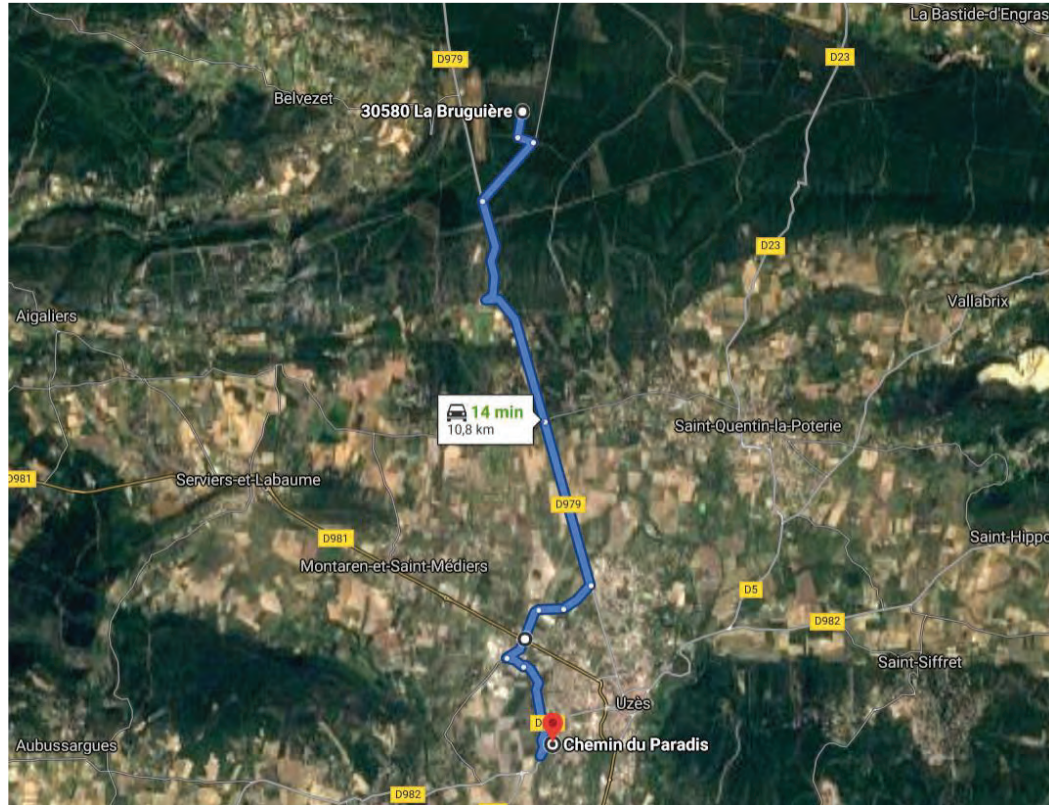 La Bastide-d'Engras
D979
D23
Belvezet
30580 La Bruguière
D23
Vallabrix
Aigaliers
14 min
10,8 km
Saint-Quentin-la-Poterie
D981
Serviers-et-Labaume
D979
D981
Saint-Hippo
Montaren-et-Saint-Médiers
D5
D982
Saint-Siffret
Uzès
Chemin du Paradis
Aubussargues
D982